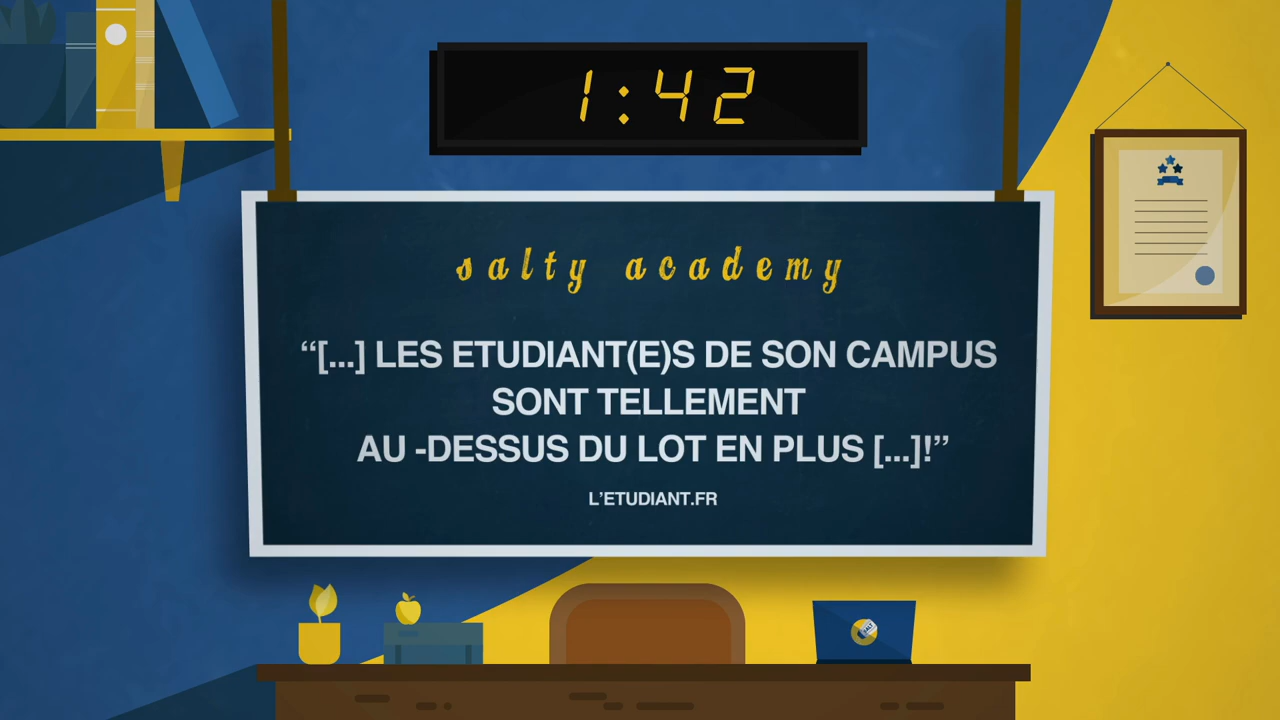 1:42
salty academy
“[...] LES ETUDIANT(E)S DE SON CAMPUS
SONT TELLEMENT
AU -DESSUS DU LOT EN PLUS [...]!”
L’ETUDIANT.FR
SALT